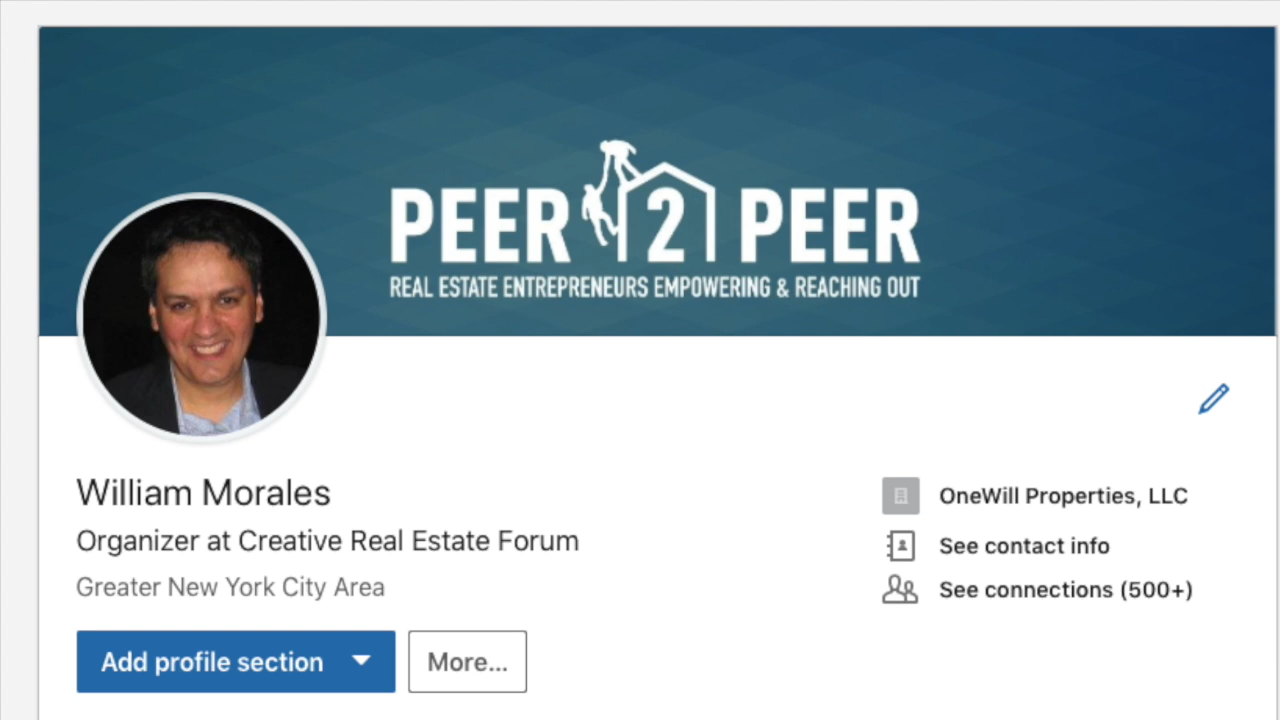 PEER 2 PEER
REAL ESTATE ENTREPRENEURS EMPOWERING & REACHING OUT
William Morales
Organizer at Creative Real Estate Forum
Greater New York City Area
Add profile section
More...
OneWill Properties, LLC
See contact info
See connections (500+)